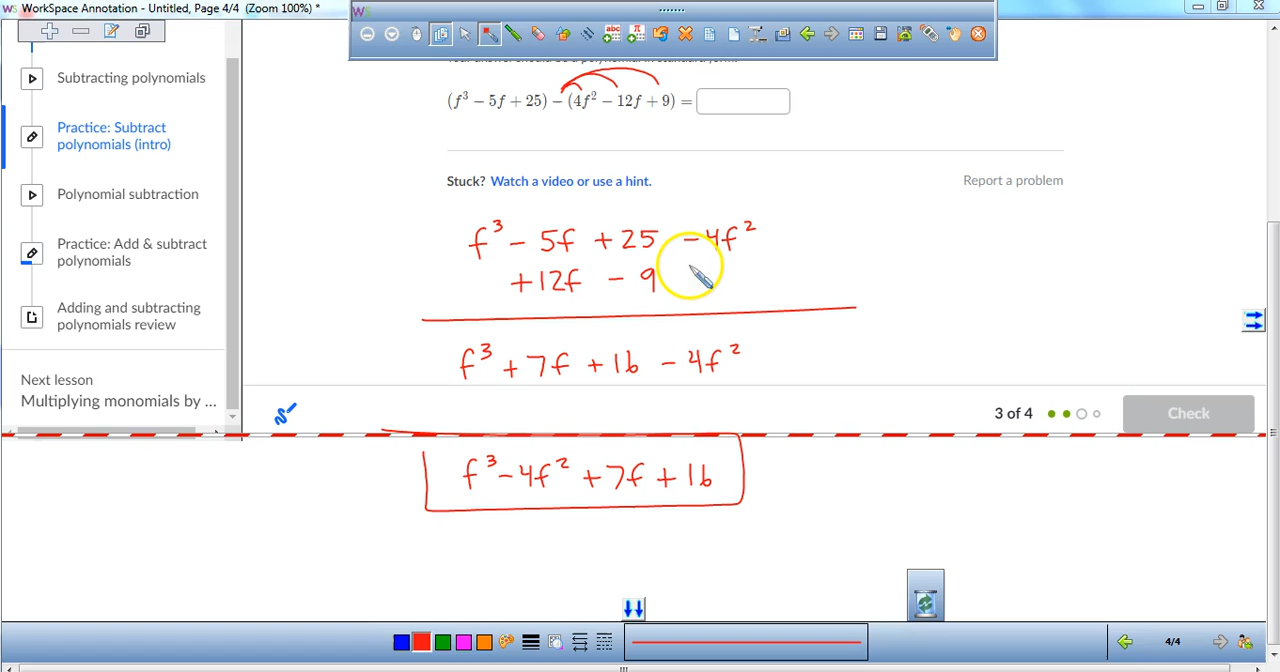 WS WorkSpace Annotation - Untitled, Page 4/4 (Zoom 100%) *
WS
abc
π
Subtracting polynomials
Practice: Subtract
polynomials (intro)
Polynomial subtraction
Practice: Add & subtract
polynomials
Adding and subtracting
polynomials review
Next lesson
Multiplying monomials by ...
(f³ − 5f + 25) − (4f² − 12f + 9) =
Stuck? Watch a video or use a hint.
Report a problem
f³ − 5f + 25 − 4f²
+12f − 9
f³ + 7f + 16 − 4f²
3 of 4
Check
f³ − 4f² + 7f + 16
4/4